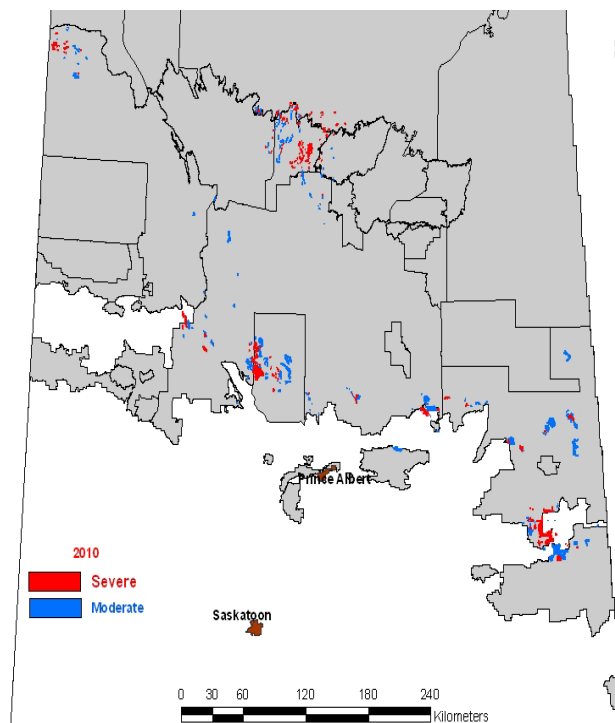 Prince Albert
2010
Severe
Moderate
Saskatoon
0 30 60 120 180 240
Kilometers